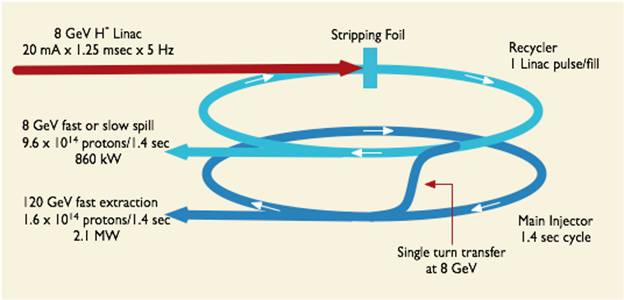 8 GeV H⁻ Linac
20 mA x 1.25 msec x 5 Hz
Stripping Foil
Recycler
1 Linac pulse/fill
8 GeV fast or slow spill
9.6 x 10¹⁴ protons/1.4 sec
860 kW
120 GeV fast extraction
1.6 x 10¹⁴ protons/1.4 sec
2.1 MW
Single turn transfer
at 8 GeV
Main Injector
1.4 sec cycle